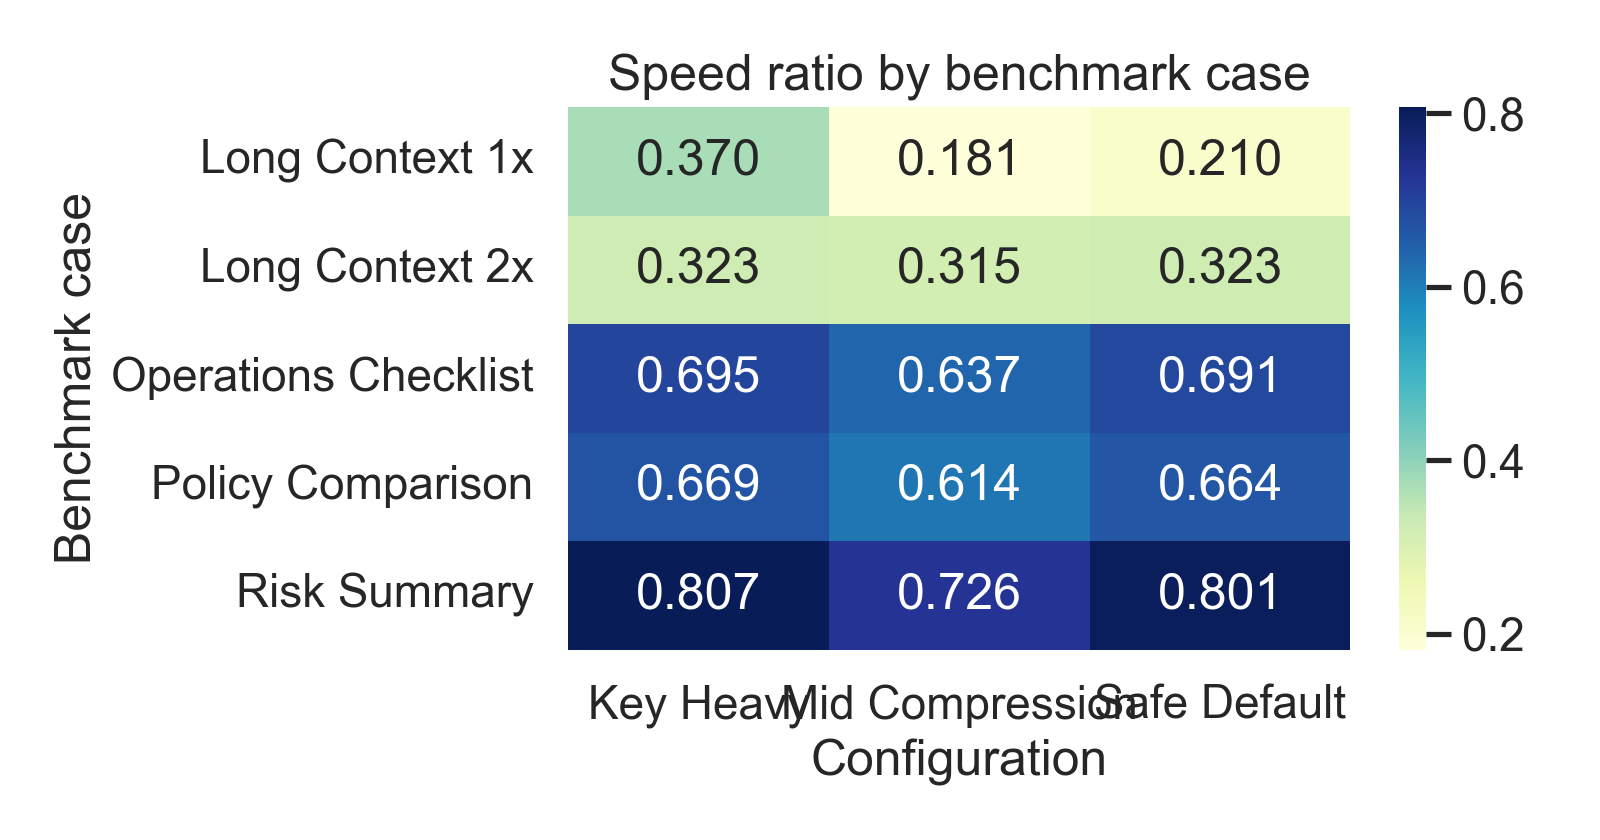 Speed ratio by benchmark case
Benchmark case
Long Context 1x 0.370 0.181 0.210
Long Context 2x 0.323 0.315 0.323
Operations Checklist 0.695 0.637 0.691
Policy Comparison 0.669 0.614 0.664
Risk Summary 0.807 0.726 0.801
Key Heavy Mid Compression Safe Default
Configuration
0.8
0.6
0.4
0.2